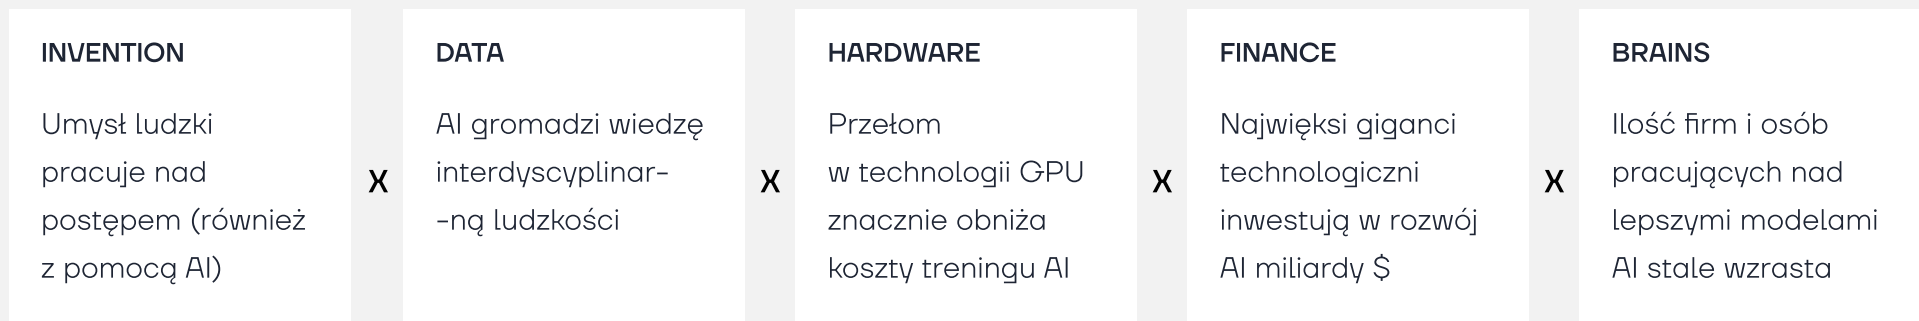 INVENTION
Umysł ludzki
pracuje nad
postępem (również
z pomocą AI)
X
DATA
AI gromadzi wiedzę
interdyscyplinar-
-ną ludzkości
X
HARDWARE
Przełom
w technologii GPU
znacznie obniża
koszty treningu AI
X
FINANCE
Najwięksi giganci
technologiczni
inwestują w rozwój
AI miliardy $
X
BRAINS
Ilość firm i osób
pracujących nad
lepszymi modelami
AI stale wzrasta